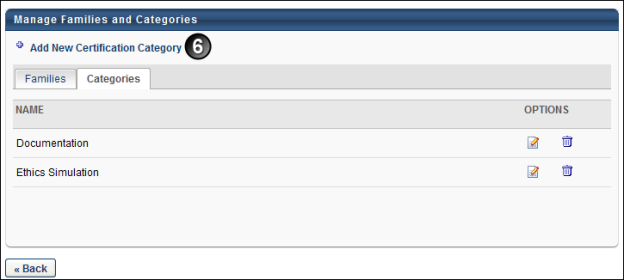 Manage Families and Categories
Add New Certification Category 6
Families Categories
NAME OPTIONS
Documentation
Ethics Simulation
« Back